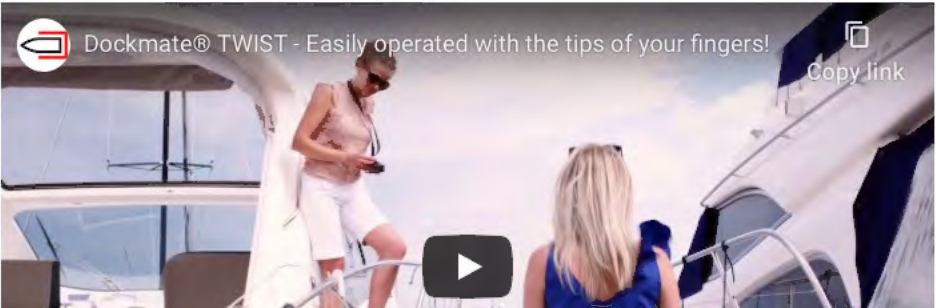 Dockmate® TWIST - Easily operated with the tips of your fingers!
Copy link